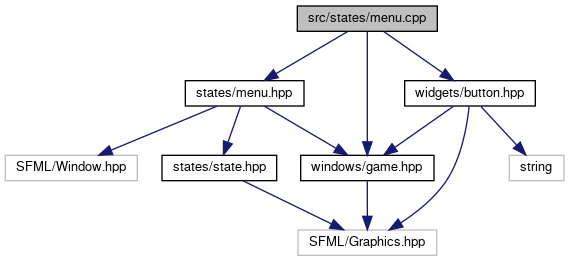 src/states/menu.cpp
states/menu.hpp
widgets/button.hpp
SFML/Window.hpp
states/state.hpp
windows/game.hpp
string
SFML/Graphics.hpp